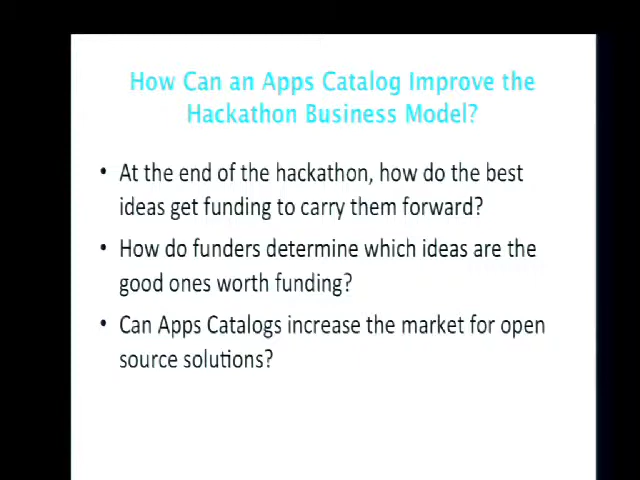 How Can an Apps Catalog Improve the
Hackathon Business Model?
• At the end of the hackathon, how do the best
ideas get funding to carry them forward?
• How do funders determine which ideas are the
good ones worth funding?
• Can Apps Catalogs increase the market for open
source solutions?